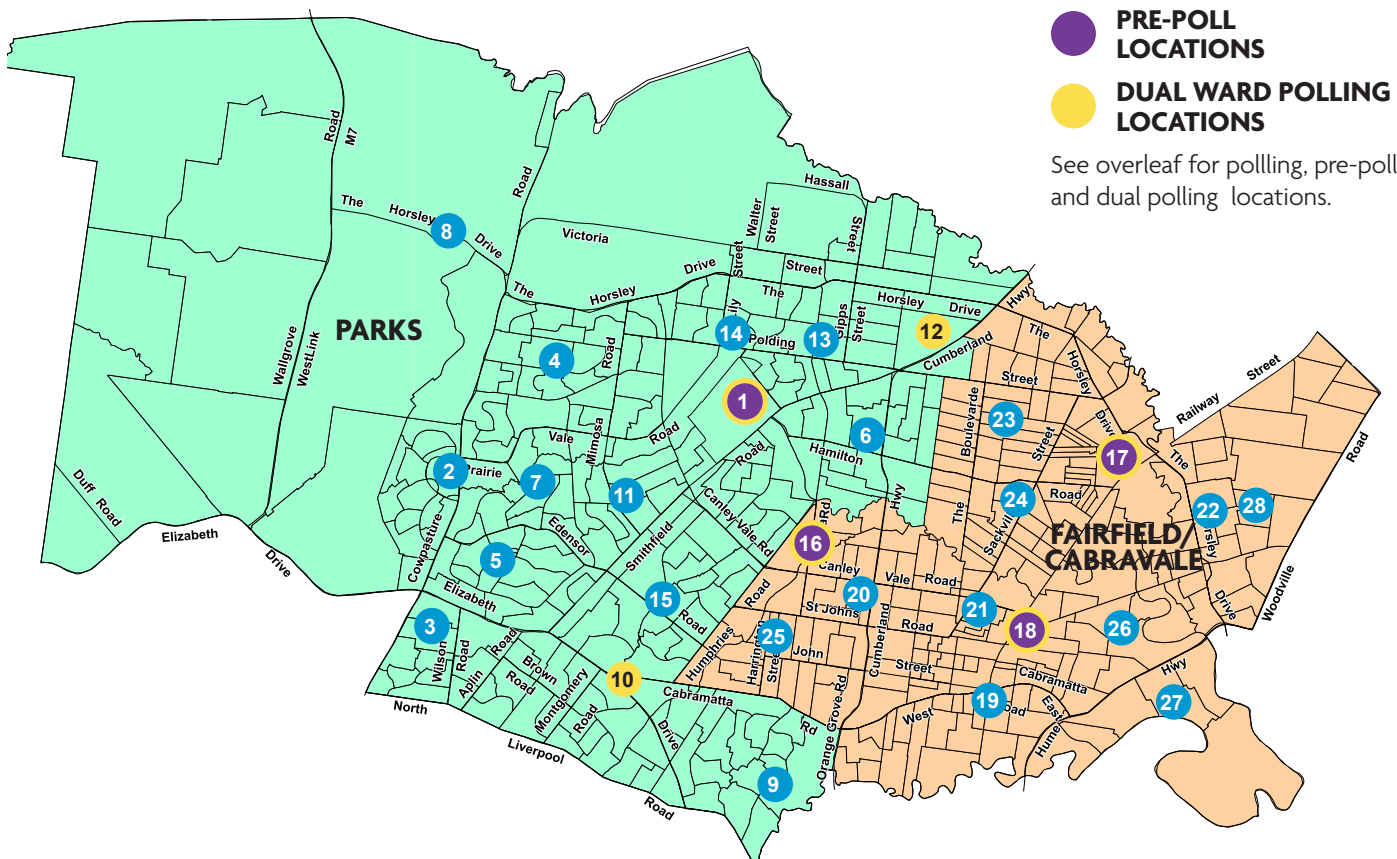 PRE-POLL
LOCATIONS
DUAL WARD POLLING
LOCATIONS
See overleaf for pollling, pre-poll
and dual polling locations.
Road
M7
Road
The
Horsley
Drive
8
Victoria
Hassall
Walter
Street
Street
Street
Drive
Street
The
Horsley
The
Horsley
Drive
Hwy
PARKS
Wallgrove
WestLink
4
Road
14
Polding
13
Gipps
Street
12
Cumberland
The
Horsley
Drive
Street
Railway
Street
1
6
Hamilton
Boulevarde
23
Street
17
The
Road
Vale
Mimosa
Road
Road
2
Prairie
7
11
Canley Vale Rd
Hwy
The
24
Road
22
28
Duff Road
Elizabeth
Drive
Cowpasture
Edensor
Smithfield
16
Rd
FAIRFIELD/
CABRAVALE
5
Elizabeth
15
Road
Road
Canley
Vale
Road
20
St Johns
Road
21
18
26
Drive
Woodville
3
Wilson
Road
Aplin
Road
Brown
Road
Montgomery
Road
10
Humphries
25
Street
John
Street
Cumberland
Cabramatta
Hwy
North
Liverpool
Road
Drive
Cabramatta
Rd
Orange Grove Rd
West
19
East
Hume
27
9